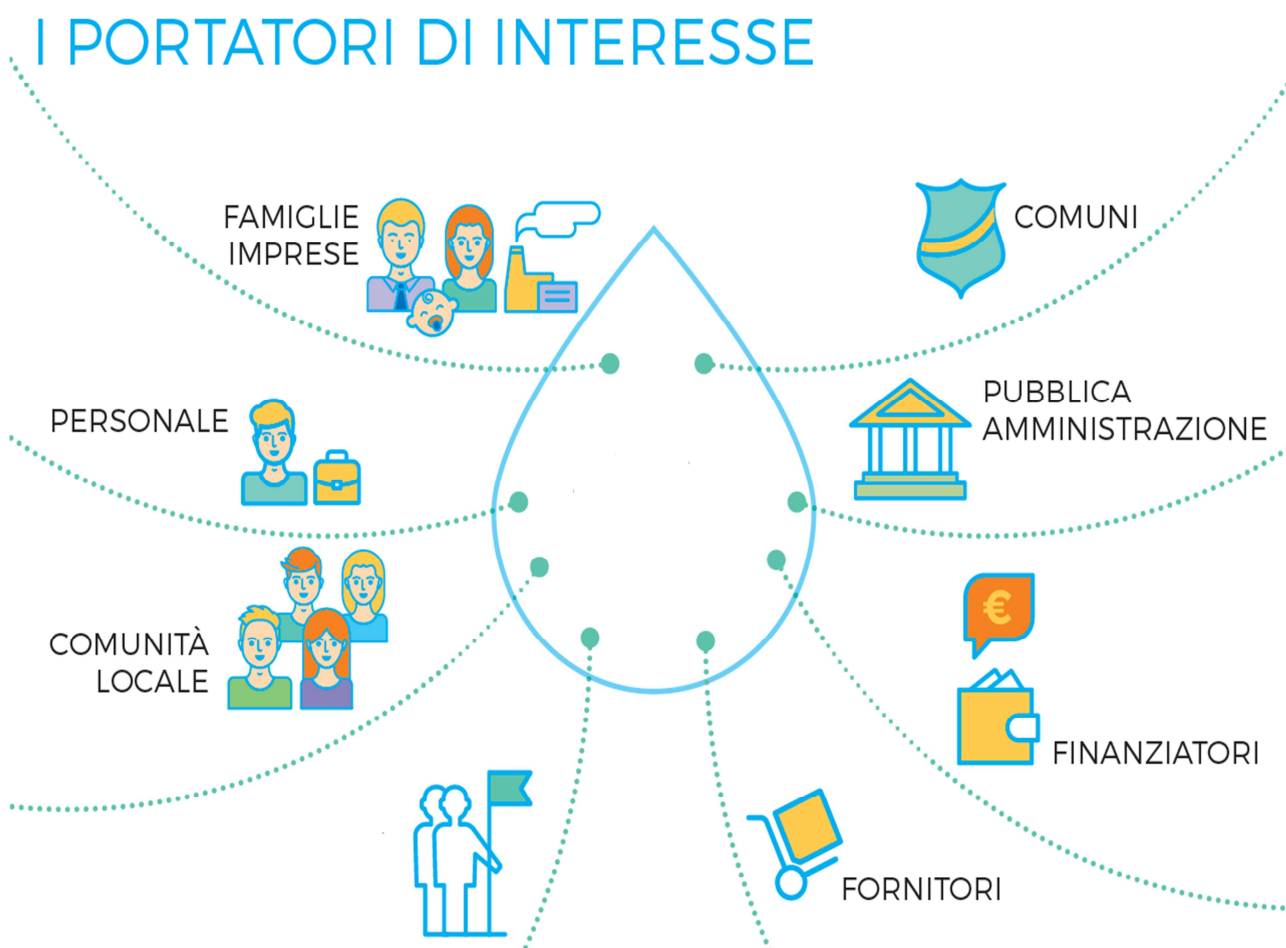 I PORTATORI DI INTERESSE
FAMIGLIE
IMPRESE
COMUNI
PERSONALE
PUBBLICA
AMMINISTRAZIONE
COMUNITÀ
LOCALE
€
FINANZIATORI
FORNITORI